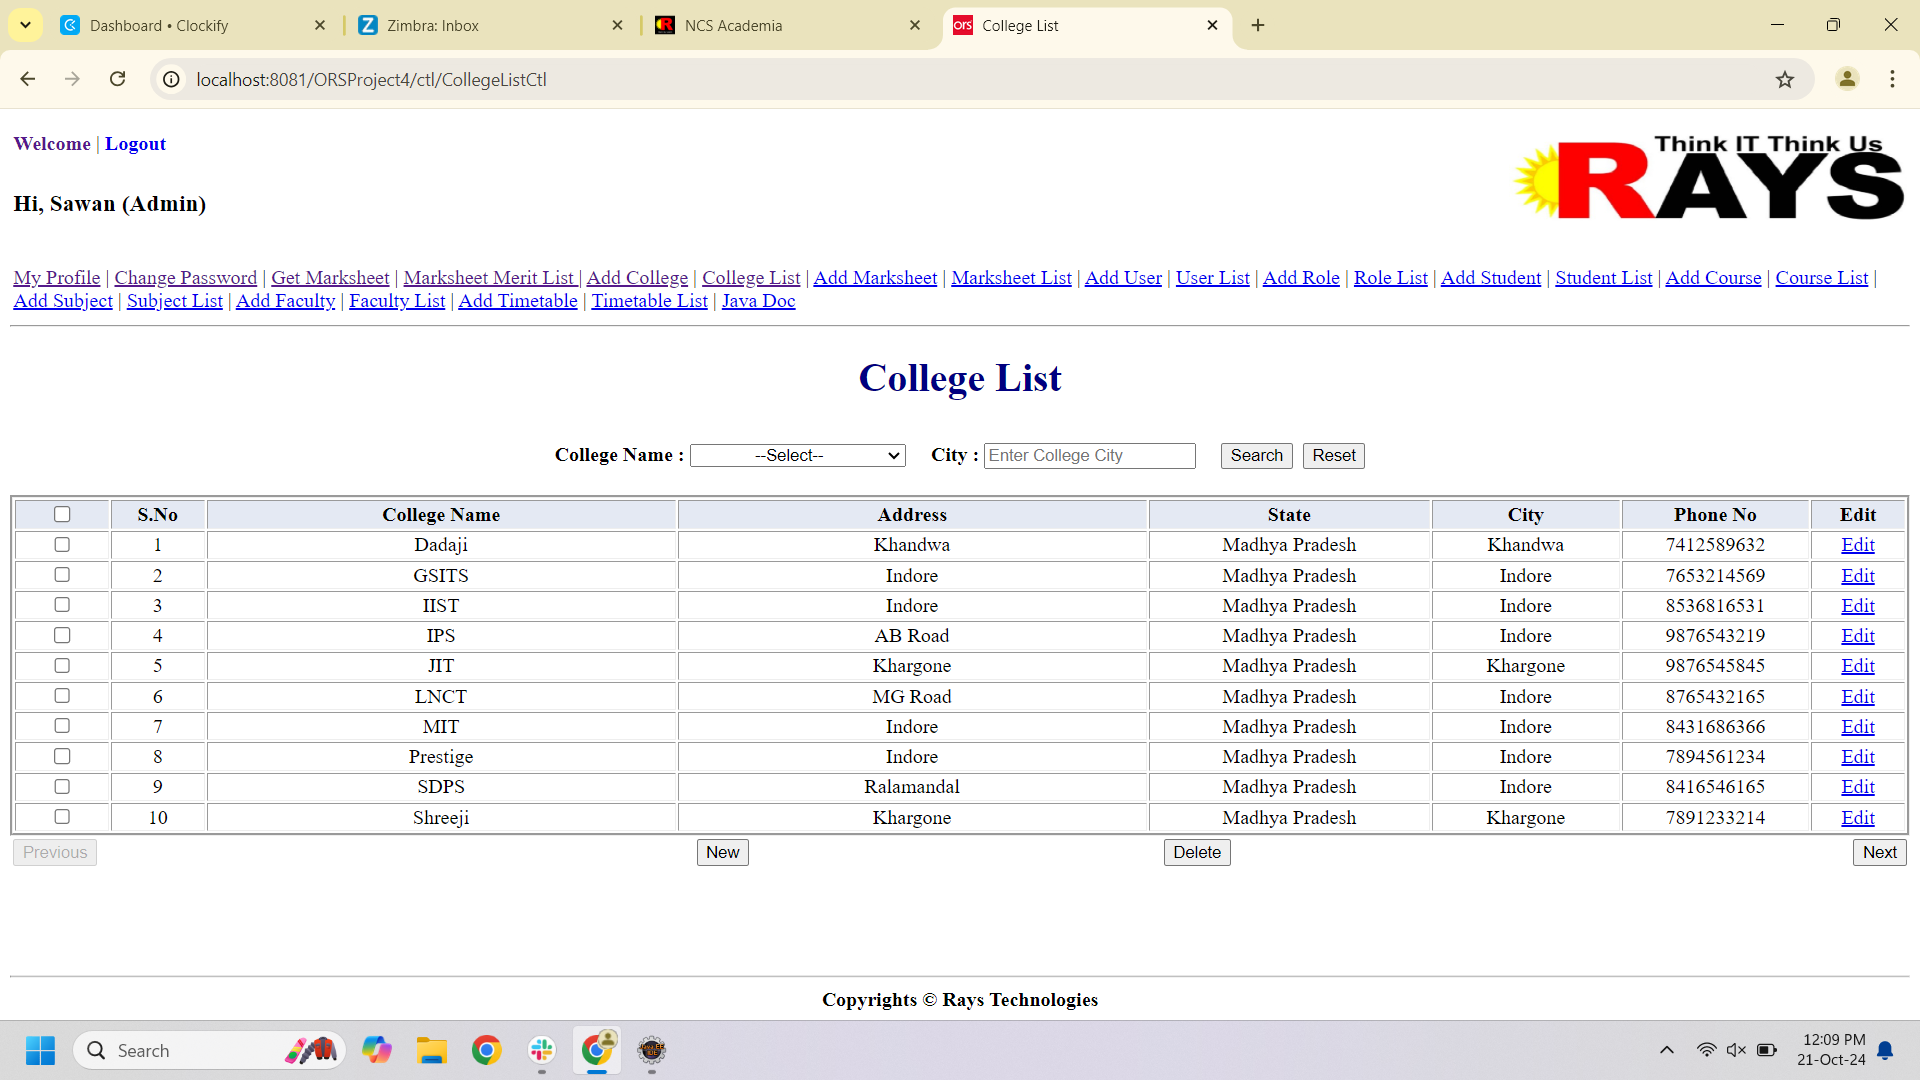 Dashboard • Clockify
Zimbra: Inbox
NCS Academia
ors College List
localhost:8081/ORSProject4/ctl/CollegeListCtl
Welcome | Logout
Think IT Think Us
RAYS
Hi, Sawan (Admin)
My Profile | Change Password | Get Marksheet | Marksheet Merit List | Add College | College List | Add Marksheet | Marksheet List | Add User | User List | Add Role | Role List | Add Student | Student List | Add Course | Course List |
Add Subject | Subject List | Add Faculty | Faculty List | Add Timetable | Timetable List | Java Doc
College List
College Name : --Select-- City : Enter College City Search Reset
S.No College Name Address State City Phone No Edit
1 Dadaji Khandwa Madhya Pradesh Khandwa 7412589632 Edit
2 GSITS Indore Madhya Pradesh Indore 7653214569 Edit
3 IIST Indore Madhya Pradesh Indore 8536816531 Edit
4 IPS AB Road Madhya Pradesh Indore 9876543219 Edit
5 JIT Khargone Madhya Pradesh Khargone 9876545845 Edit
6 LNCT MG Road Madhya Pradesh Indore 8765432165 Edit
7 MIT Indore Madhya Pradesh Indore 8431686366 Edit
8 Prestige Indore Madhya Pradesh Indore 7894561234 Edit
9 SDPS Ralamandal Madhya Pradesh Indore 8416546165 Edit
10 Shreeji Khargone Madhya Pradesh Khargone 7891233214 Edit
Previous New Delete Next
Copyrights © Rays Technologies
Search
12:09 PM
21-Oct-24